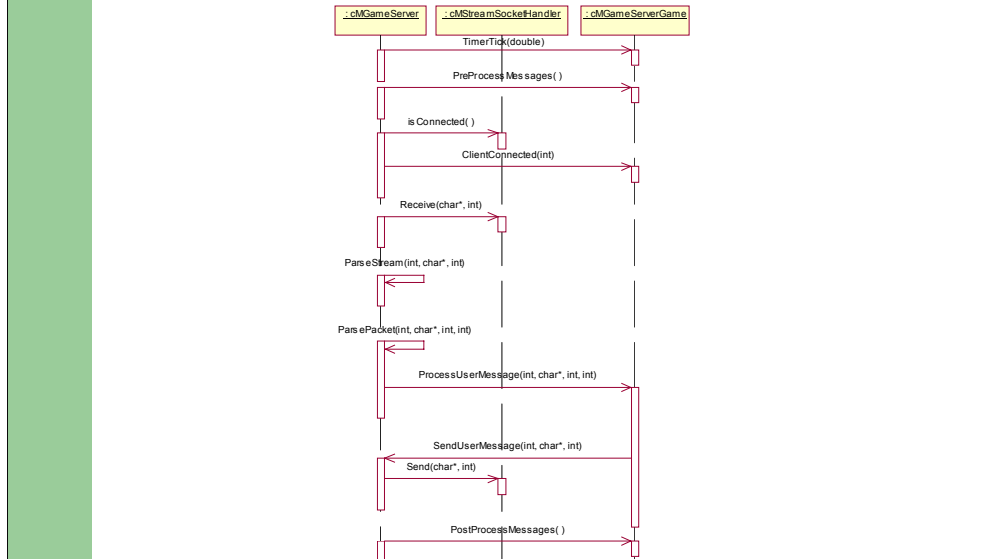 : cMGameServer
: cMStreamSocketHandler
: cMGameServerGame
TimerTick(double)
PreProcessMessages( )
isConnected( )
ClientConnected(int)
Receive(char*, int)
ParseStream(int, char*, int)
ParsePacket(int, char*, int, int)
ProcessUserMessage(int, char*, int, int)
SendUserMessage(int, char*, int)
Send(char*, int)
PostProcessMessages( )